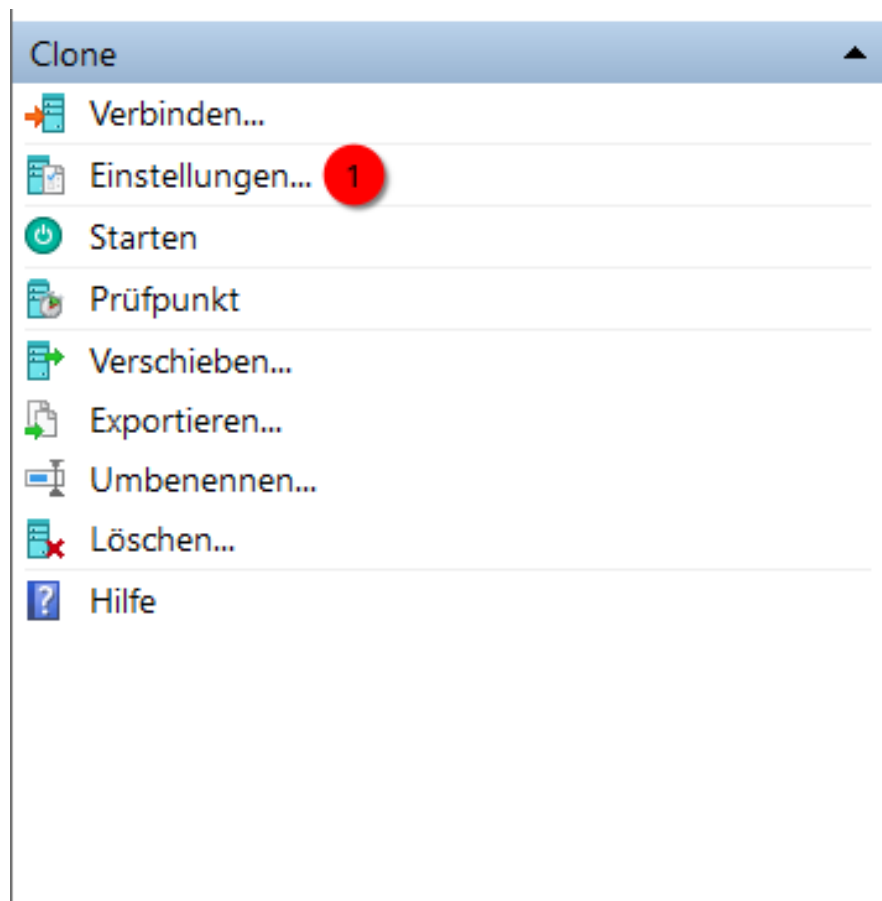 Clone
Verbinden...
Einstellungen... 1
Starten
Prüfpunkt
Verschieben...
Exportieren...
Umbenennen...
Löschen...
? Hilfe